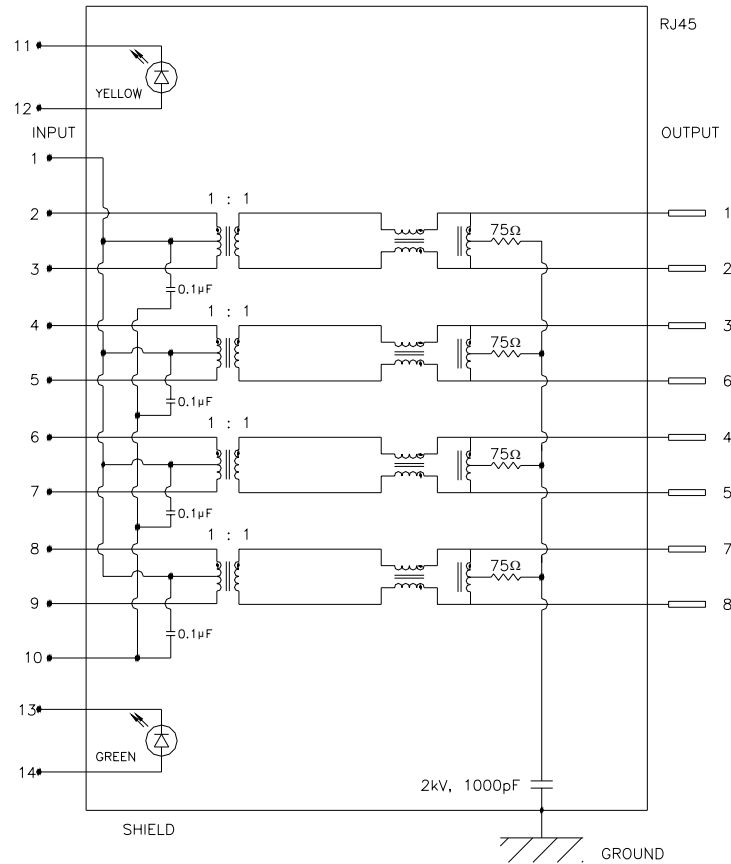 RJ45
11
YELLOW
12
INPUT
OUTPUT
1
1 : 1
2
1
75Ω
3
2
0.1µF
1 : 1
4
3
75Ω
5
6
0.1µF
1 : 1
6
4
75Ω
7
5
0.1µF
1 : 1
8
7
75Ω
9
8
0.1µF
10
13
GREEN
14
2kV, 1000pF
SHIELD
GROUND